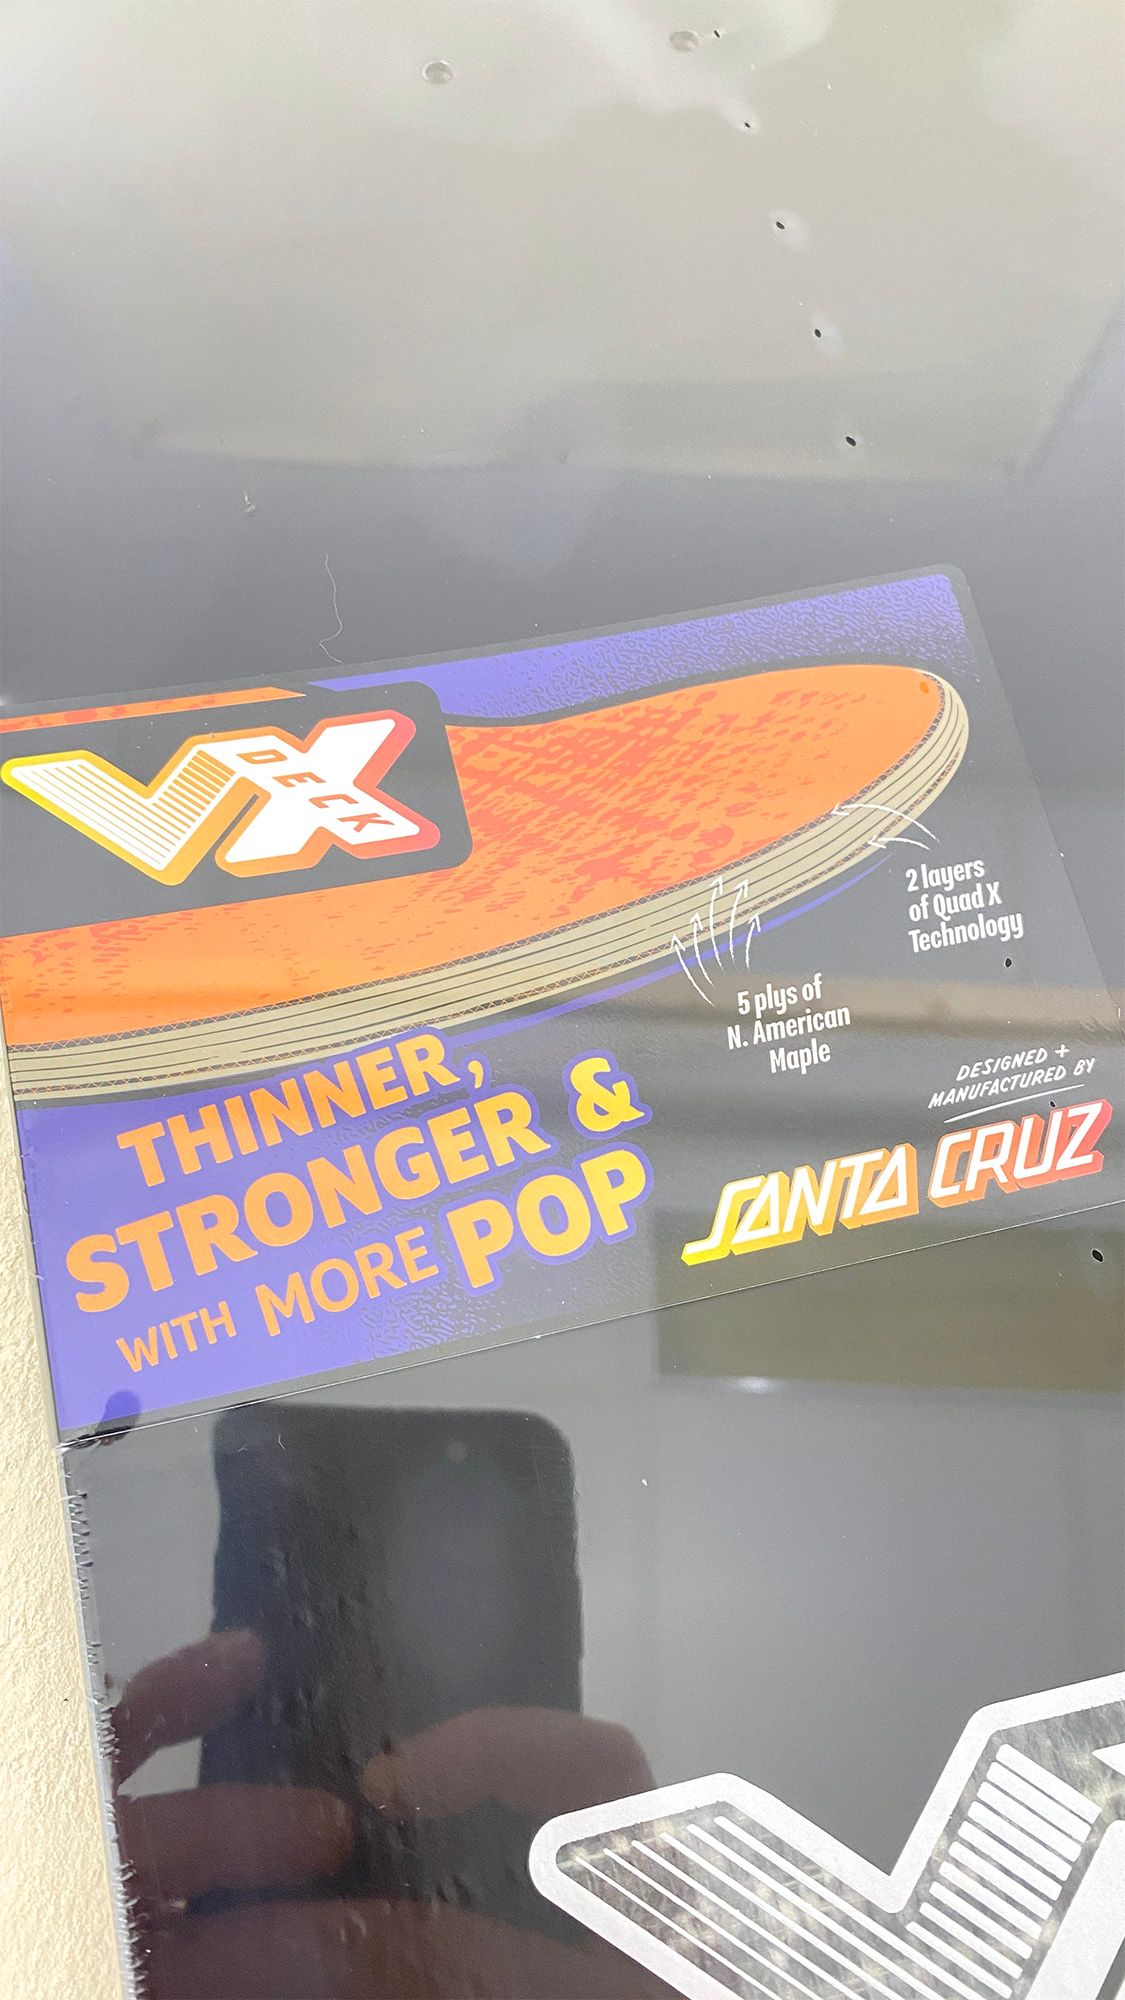 VX
DECK
2 layers
of Quad X
Technology
5 plys of
N. American
Maple
THINNER,
STRONGER &
WITH MORE POP
DESIGNED +
MANUFACTURED BY
SANTA CRUZ